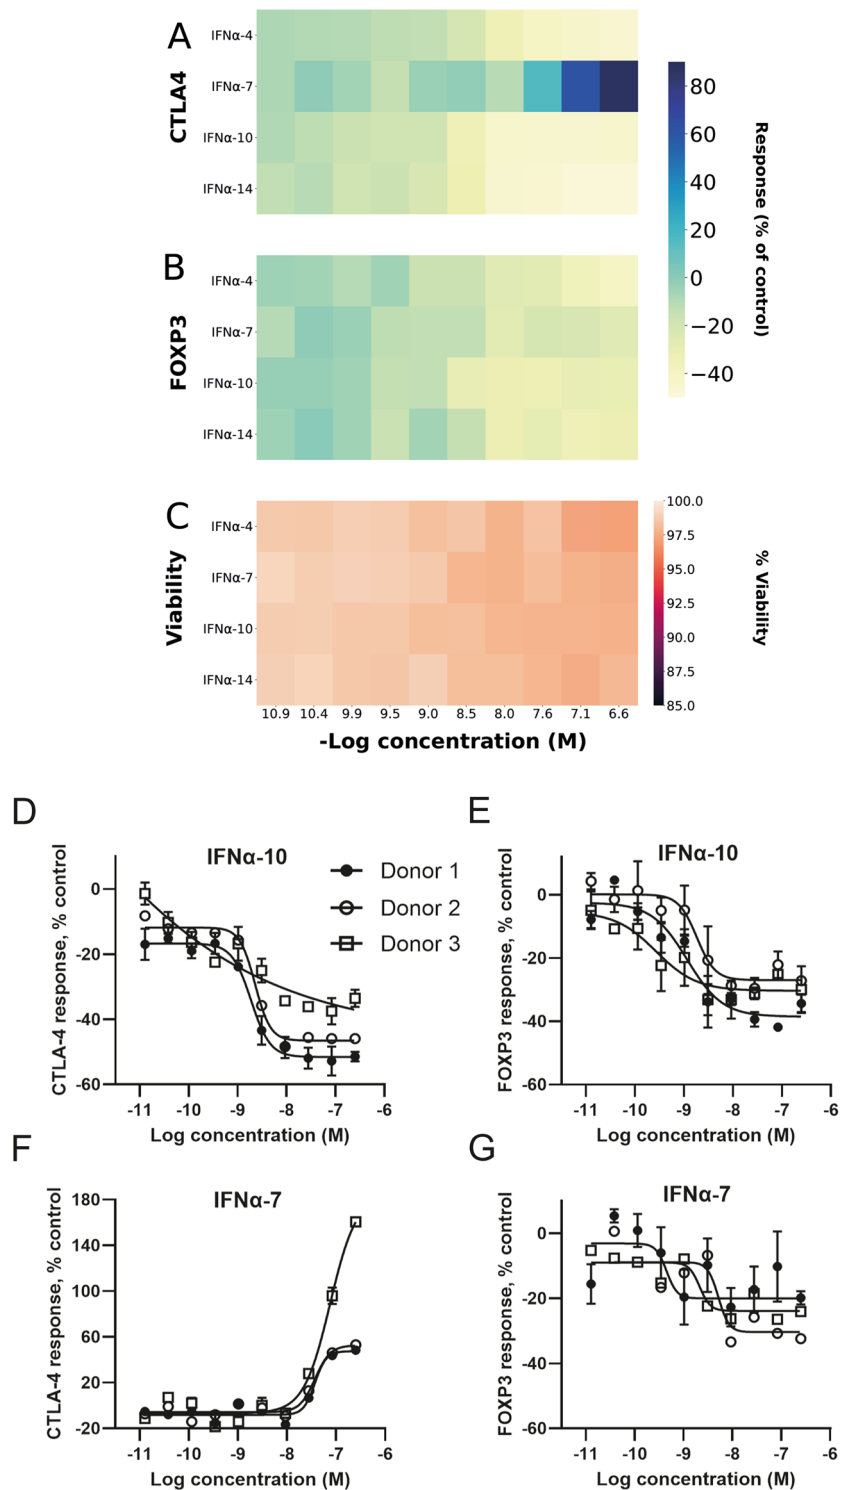 A
CTLA4
IFNα-4
IFNα-7
IFNα-10
IFNα-14
B
FOXP3
IFNα-4
IFNα-7
IFNα-10
IFNα-14
80
60
40
20
0
−20
−40
Response (% of control)
C
Viability
IFNα-4
IFNα-7
IFNα-10
IFNα-14
100.0
97.5
95.0
92.5
90.0
87.5
85.0
% Viability
10.9 10.4 9.9 9.5 9.0 8.5 8.0 7.6 7.1 6.6
-Log concentration (M)
D
IFNα-10
CTLA-4 response, % control
0
-20
-40
-60
-11 -10 -9 -8 -7 -6
Log concentration (M)
Donor 1
Donor 2
Donor 3
E
IFNα-10
FOXP3 response, % control
0
-20
-40
-60
-11 -10 -9 -8 -7 -6
Log concentration (M)
F
IFNα-7
CTLA-4 response, % control
180
140
100
60
20
-20
-11 -10 -9 -8 -7 -6
Log concentration (M)
G
IFNα-7
FOXP3 response, % control
0
-20
-40
-60
-11 -10 -9 -8 -7 -6
Log concentration (M)